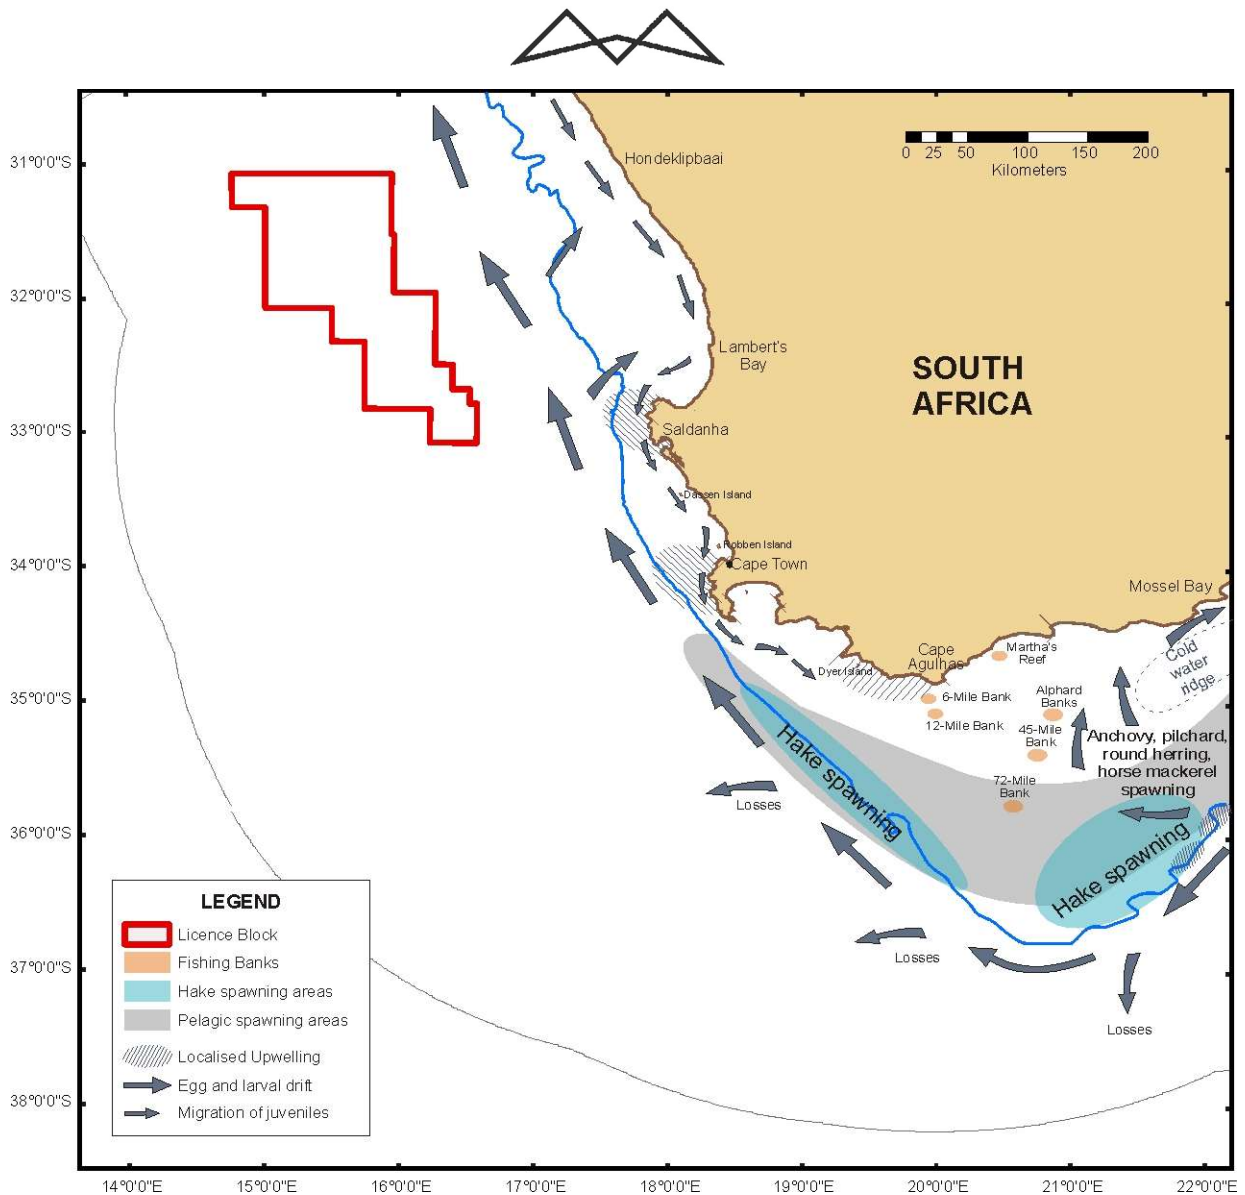 31°0'0"S
32°0'0"S
33°0'0"S
34°0'0"S
35°0'0"S
36°0'0"S
37°0'0"S
38°0'0"S
Hondeklipbaai
0 25 50 100 150 200
Kilometers
Lambert's
Bay
SOUTH
AFRICA
Saldanha
Dassen Island
Robben Island
Cape Town
Mossel Bay
Cape
Agulhas
Martha's
Reef
Cold
water
ridge
Dyer Island
6-Mile Bank
Alphard
Banks
12-Mile Bank
45-Mile
Bank
Anchovy, pilchard,
round herring,
horse mackerel
spawning
72-Mile
Bank
Hake spawning
Hake spawning
Losses
Losses
Losses
LEGEND
Licence Block
Fishing Banks
Hake spawning areas
Pelagic spawning areas
Localised Upwelling
Egg and larval drift
Migration of juveniles
14°0'0"E 15°0'0"E 16°0'0"E 17°0'0"E 18°0'0"E 19°0'0"E 20°0'0"E 21°0'0"E 22°0'0"E